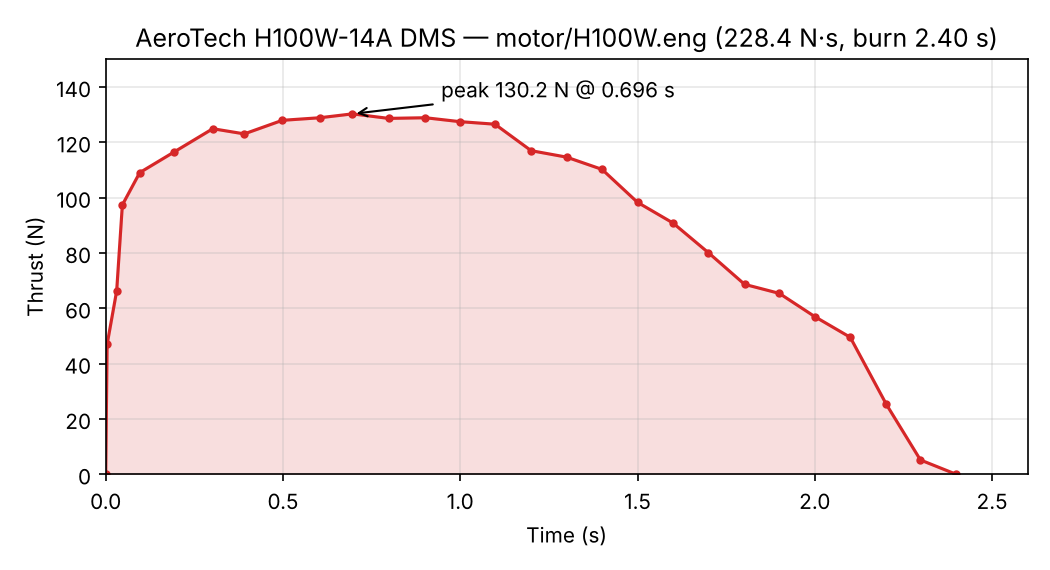 AeroTech H100W-14A DMS — motor/H100W.eng (228.4 N·s, burn 2.40 s)
peak 130.2 N @ 0.696 s
140
120
100
80
60
40
20
0
Thrust (N)
0.0 0.5 1.0 1.5 2.0 2.5
Time (s)